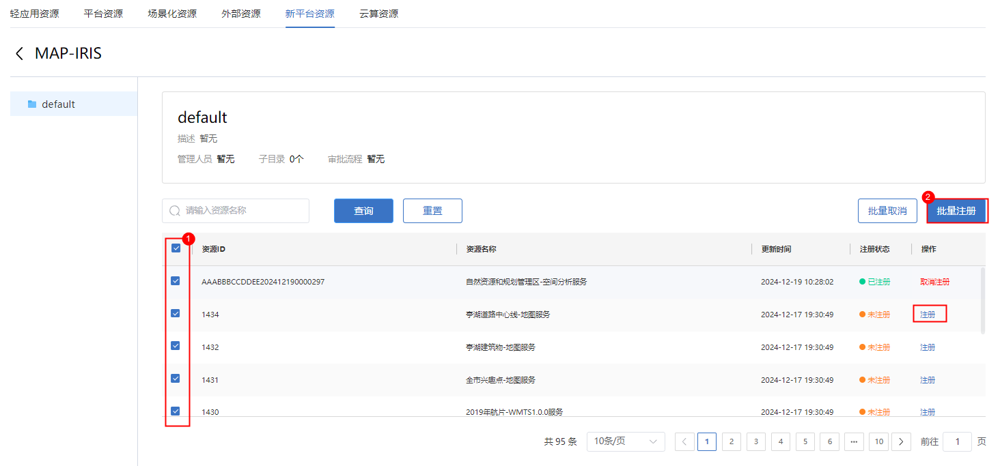 轻应用资源 平台资源 场景化资源 外部资源 新平台资源 云算资源
MAP-IRIS
default
default
描述 暂无
管理人员 暂无 子目录 0个 审批流程 暂无
请输入资源名称 查询 重置 批量取消 2 批量注册
1
资源ID 资源名称 更新时间 注册状态 操作
AAABBBCCDDEE202412190000297 自然资源和规划管理区-空间分析服务 2024-12-19 10:28:02 已注册 取消注册
1434 亭湖道路中心线-地图服务 2024-12-17 19:30:49 未注册 注册
1432 亭湖建筑物-地图服务 2024-12-17 19:30:49 未注册 注册
1431 全市兴趣点-地图服务 2024-12-17 19:30:49 未注册 注册
1430 2019年航片-WMTS1.0.0服务 2024-12-17 19:30:49 未注册 注册
共 95 条 10条/页 1 2 3 4 5 6 ··· 10 前往 1 页